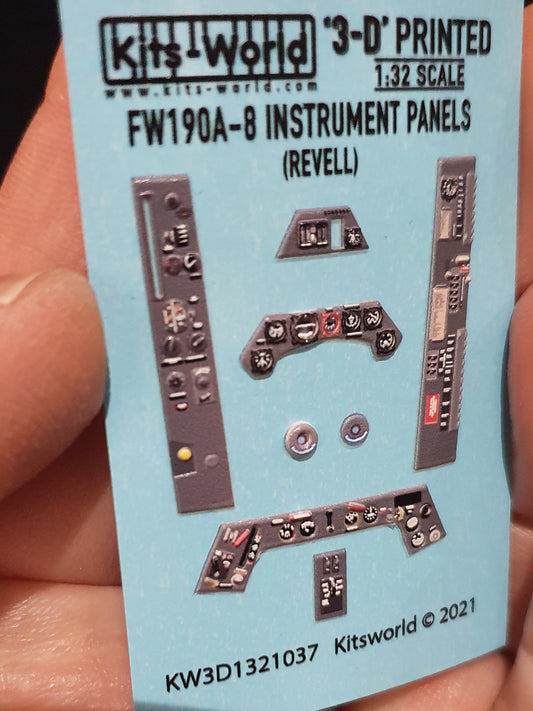 Kits-World
'3-D' PRINTED
www.kits-world.com
1:32 SCALE
FW190A-8 INSTRUMENT PANELS
(REVELL)
KW3D1321037 Kitsworld © 2021